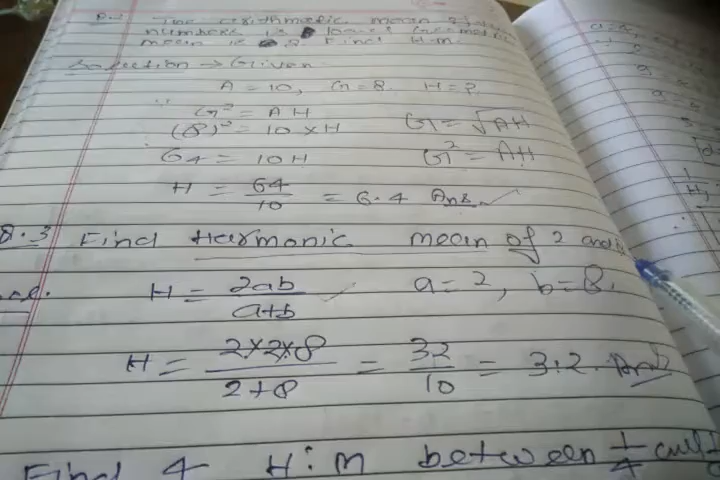 Q.2 The arithmetic mean of two
numbers is 10 and Geometric
mean is 8. Find H.M.
Solution → Given
A = 10, G = 8. H = ?
G² = AH
(8)² = 10 × H G = √AH
64 = 10H G² = AH
H = 64/10 = 6.4 Ans
Q.3 Find Harmonic mean of 2 and
H = 2ab/a+b a = 2, b = 8.
H = 2×2×8/2+8 = 32/10 = 3.2. Ans
Find 4 H.M between 1/4 and